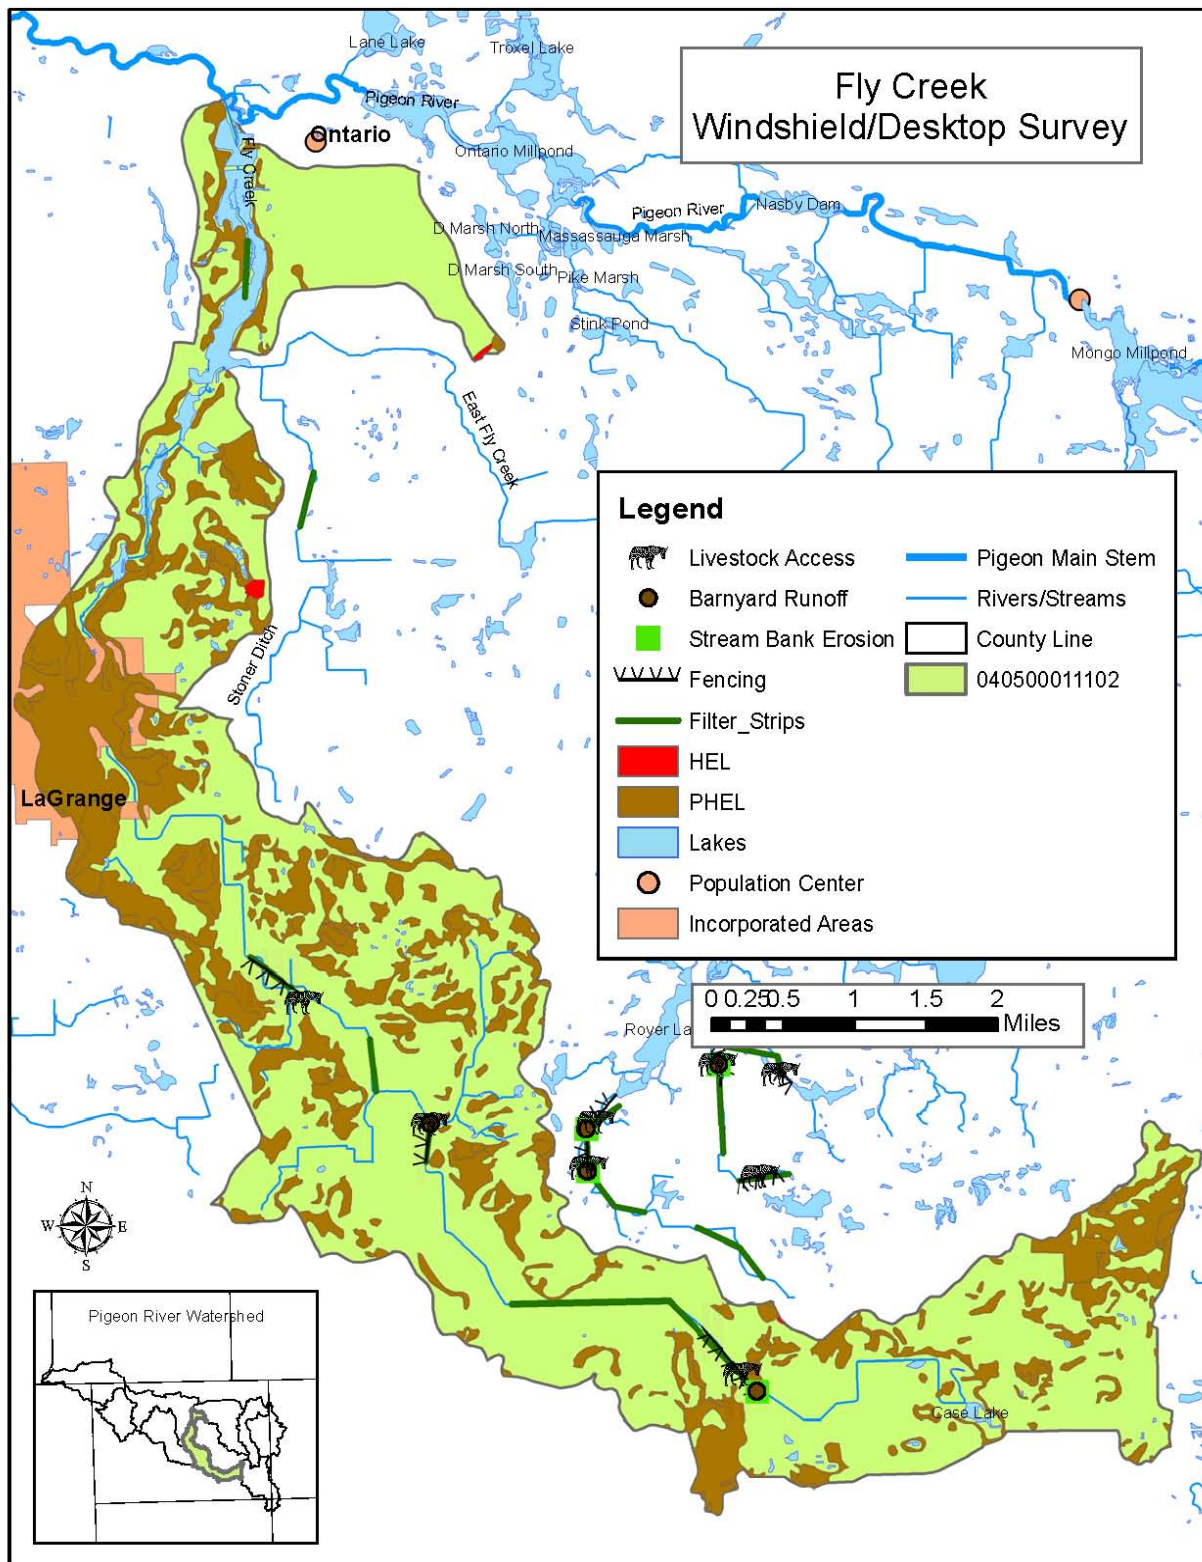 Fly Creek
Windshield/Desktop Survey
Lane Lake
Troxel Lake
Pigeon River
Ontario
Ontario Millpond
Fly Creek
Pigeon River
Nasby Dam
D Marsh North
Massassauga Marsh
D Marsh South
Pike Marsh
Stink Pond
Mongo Millpond
East Fly Creek
Stoner Ditch
LaGrange
Legend
Livestock Access
Barnyard Runoff
Stream Bank Erosion
Fencing
Filter_Strips
HEL
PHEL
Lakes
Population Center
Incorporated Areas
Pigeon Main Stem
Rivers/Streams
County Line
040500011102
0 0.25 0.5 1 1.5 2
Miles
Royer La
N
W E
S
Case Lake
Pigeon River Watershed